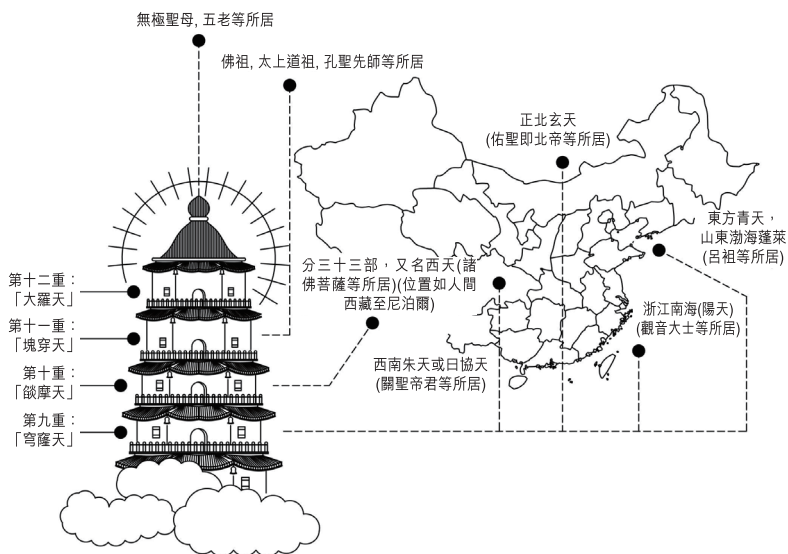 無極聖母, 五老等所居
佛祖, 太上道祖, 孔聖先師等所居
正北玄天
(佑聖即北帝等所居)
東方青天，
山東渤海蓬萊
(呂祖等所居)
分三十三部，又名西天(諸
佛菩薩等所居)(位置如人間
西藏至尼泊爾)
浙江南海(陽天)
(觀音大士等所居)
西南朱天或曰協天
(關聖帝君等所居)
第十二重：
「大羅天」
第十一重：
「塊穿天」
第十重：
「燄摩天」
第九重：
「穹窿天」